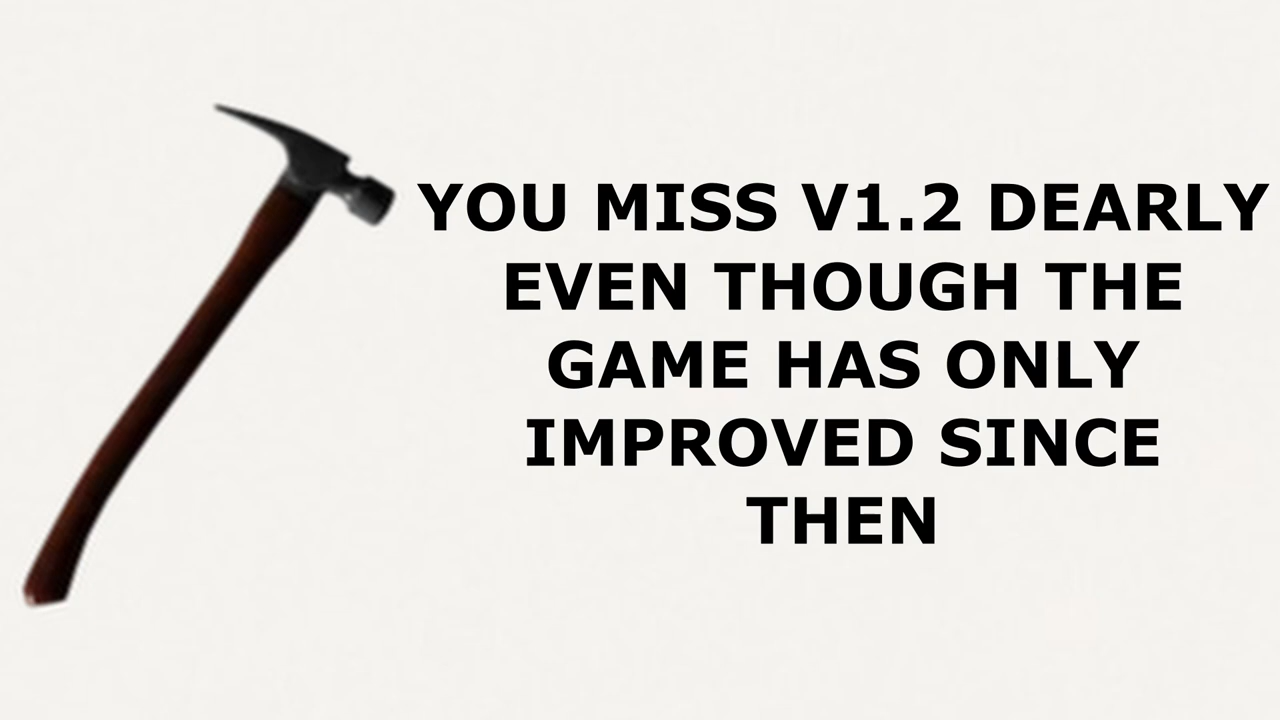 YOU MISS V1.2 DEARLY
EVEN THOUGH THE
GAME HAS ONLY
IMPROVED SINCE
THEN